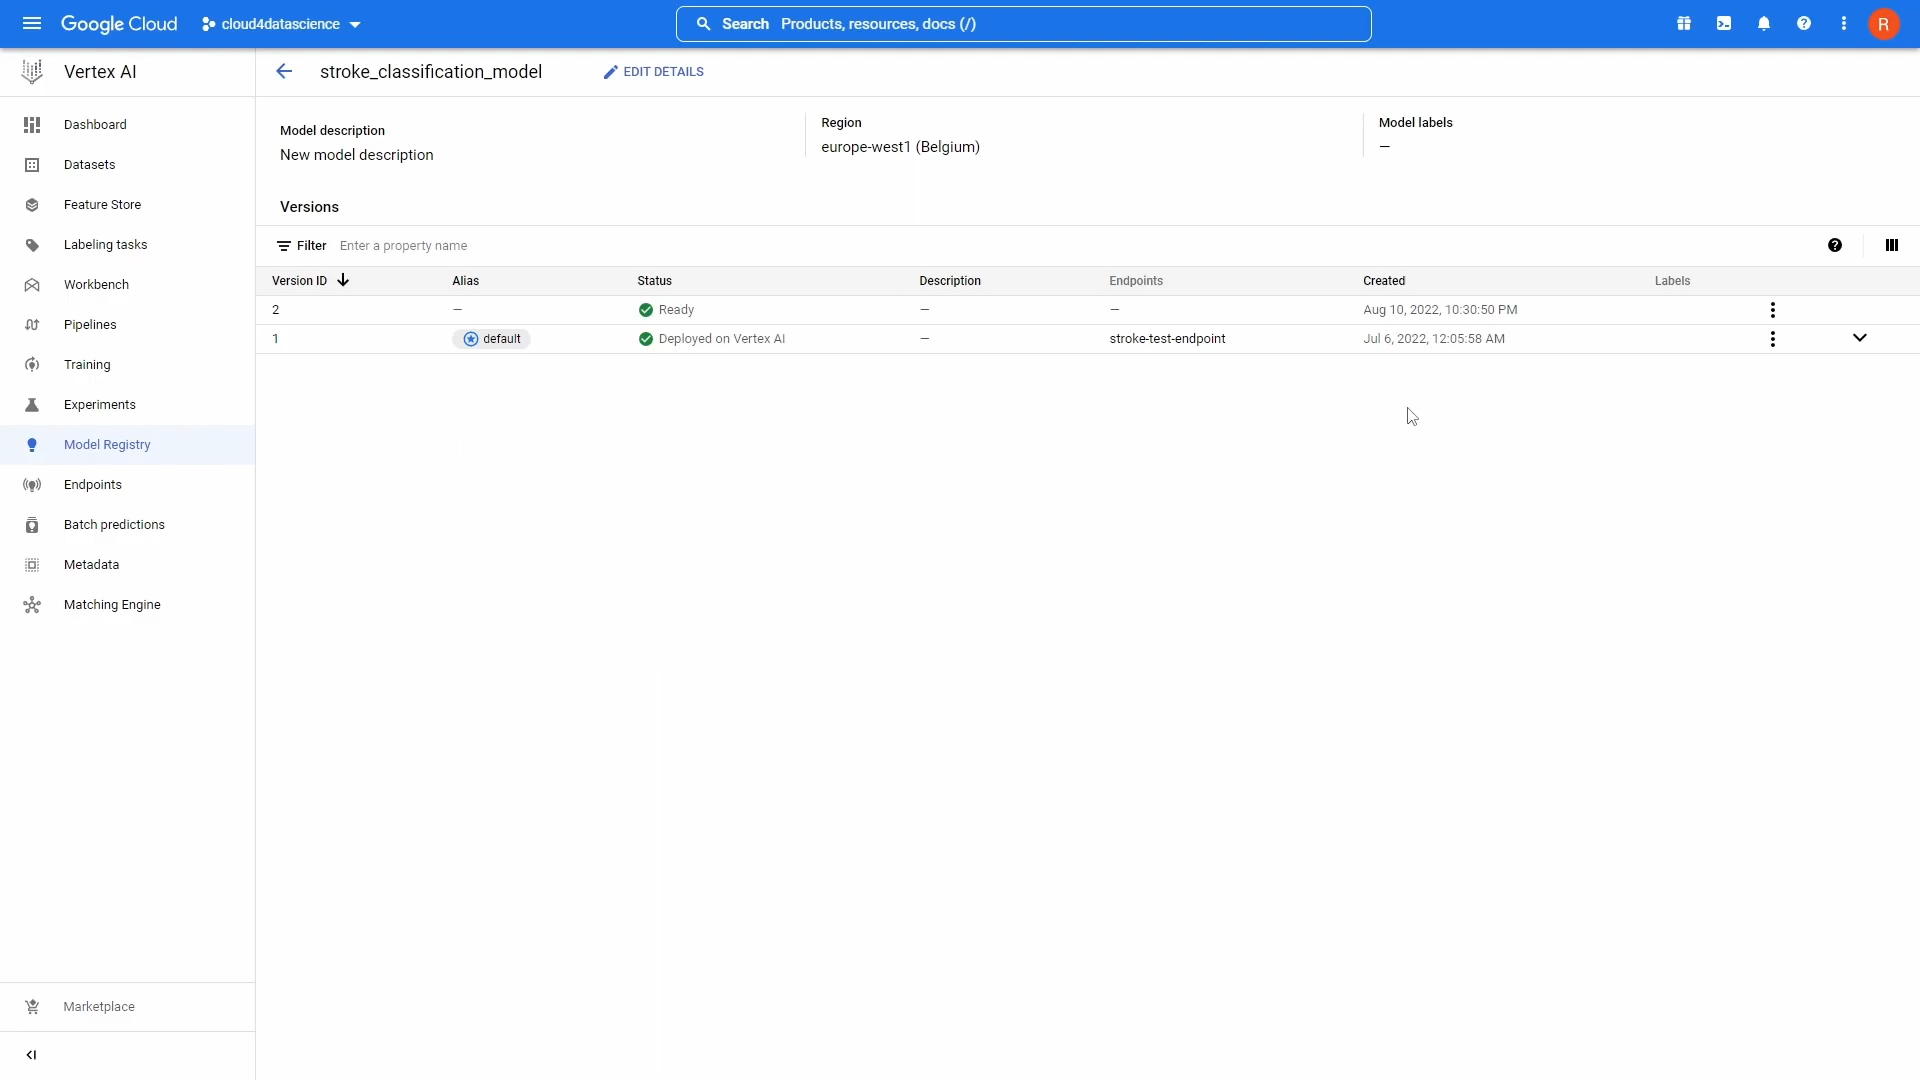 Google Cloud cloud4datascience Search Products, resources, docs (/) R
Vertex AI stroke_classification_model EDIT DETAILS
Dashboard
Datasets
Feature Store
Labeling tasks
Workbench
Pipelines
Training
Experiments
Model Registry
Endpoints
Batch predictions
Metadata
Matching Engine
Marketplace
Model description
New model description
Region
europe-west1 (Belgium)
Model labels
—
Versions
Filter Enter a property name
Version ID Alias Status Description Endpoints Created Labels
2 — Ready — — Aug 10, 2022, 10:30:50 PM
1 default Deployed on Vertex AI — stroke-test-endpoint Jul 6, 2022, 12:05:58 AM